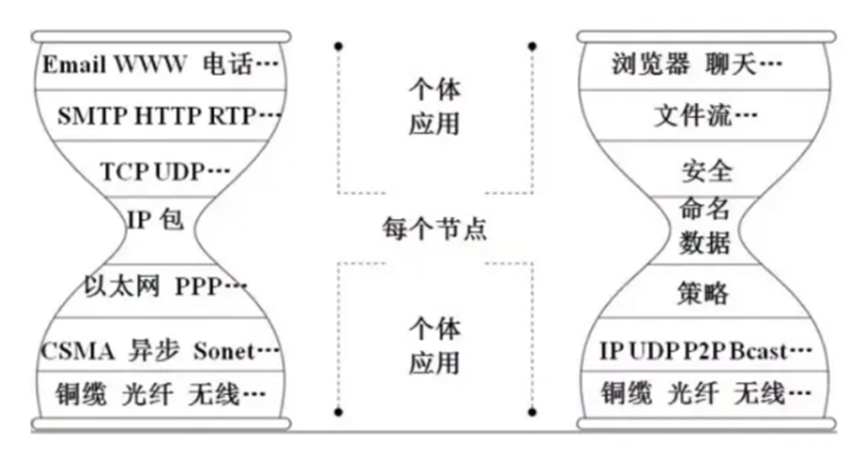 Email WWW 电话…
SMTP HTTP RTP…
TCP UDP…
IP 包
以太网 PPP…
CSMA 异步 Sonet…
铜缆 光纤 无线…
个体
应用
每个节点
个体
应用
浏览器 聊天…
文件流…
安全
命名
数据
策略
IP UDP P2P Bcast…
铜缆 光纤 无线…